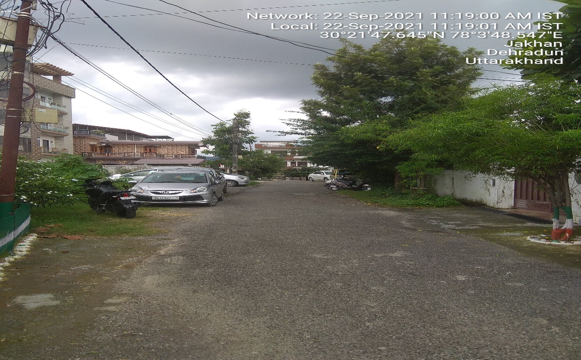 Network: 22-Sep-2021 11:19:00 AM IST
Local: 22-Sep-2021 11:19:01 AM IST
30°21'47.645"N 78°3'48.547"E
Jakhan
Dehradun
Uttarakhand